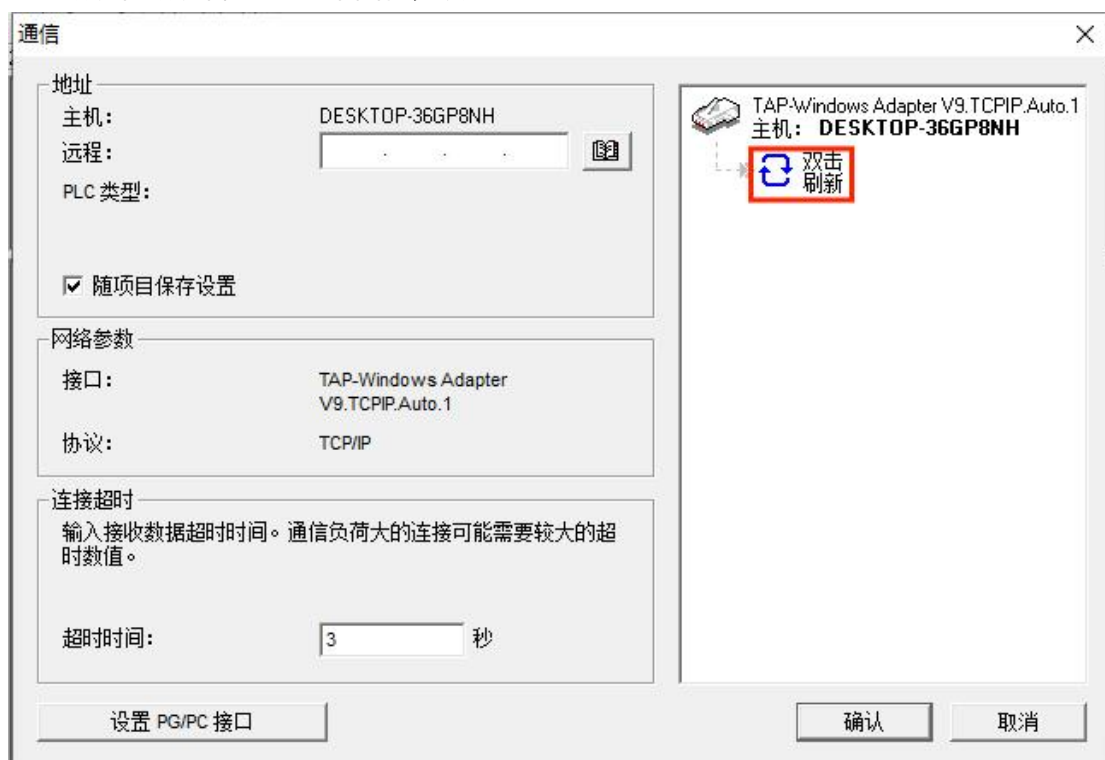 通信
地址
主机： DESKTOP-36GP8NH
远程： . . .
PLC 类型：
随项目保存设置
网络参数
接口： TAP-Windows Adapter
V9.TCPIP.Auto.1
协议： TCP/IP
连接超时
输入接收数据超时时间。通信负荷大的连接可能需要较大的超
时数值。
超时时间： 3 秒
设置 PG/PC 接口
TAP-Windows Adapter V9.TCPIP.Auto.1
主机： DESKTOP-36GP8NH
双击
刷新
确认 取消